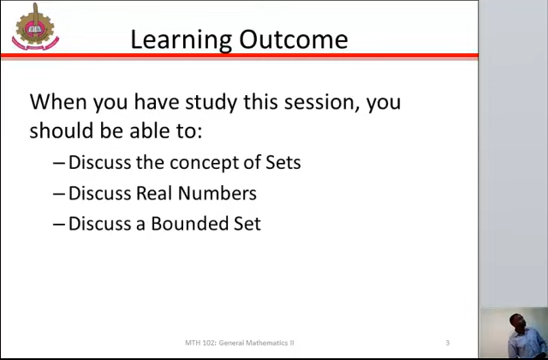 Learning Outcome
When you have study this session, you
should be able to:
–Discuss the concept of Sets
–Discuss Real Numbers
–Discuss a Bounded Set
MTH 102: General Mathematics II
3